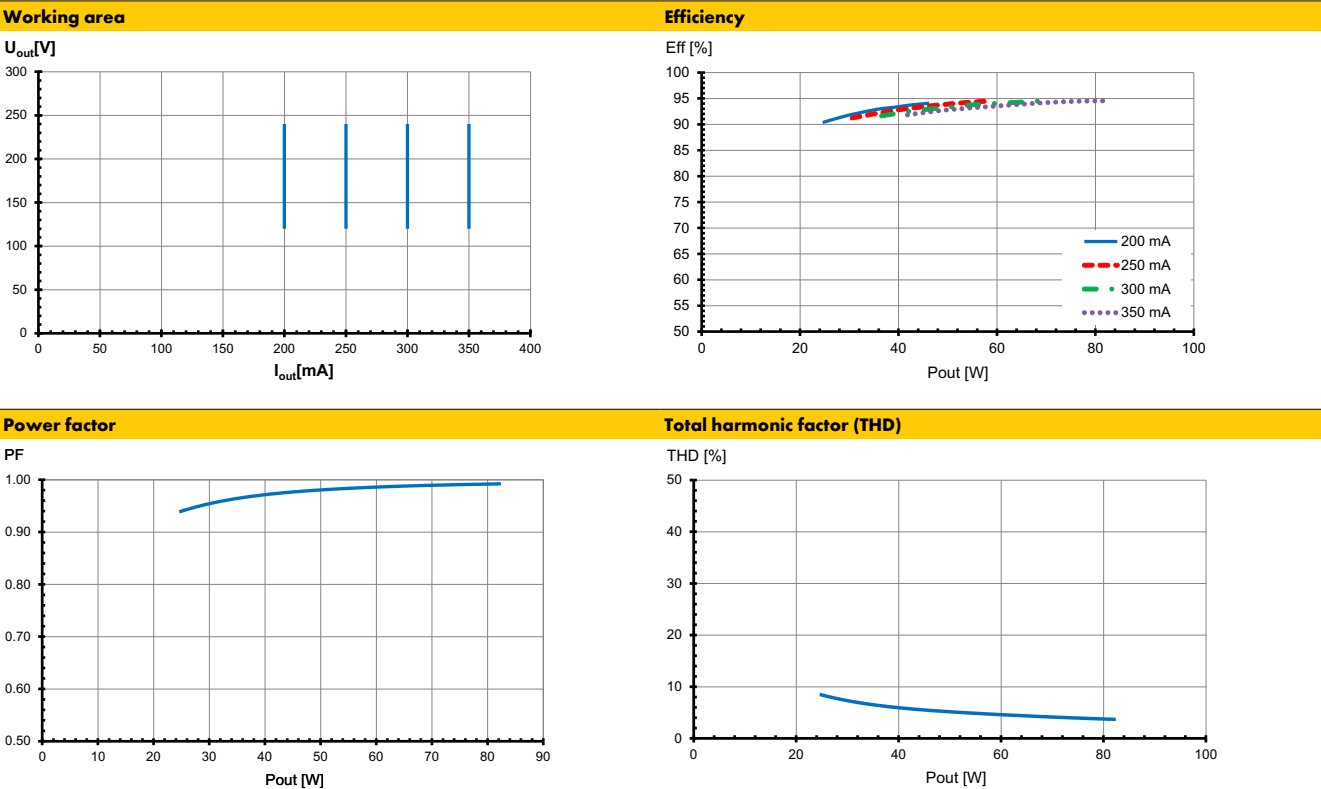 Working area
U_out[V]
300
250
200
150
100
50
0
0 50 100 150 200 250 300 350 400
I_out[mA]
Efficiency
Eff [%]
100
95
90
85
80
75
70
65
60
55
50
0 20 40 60 80 100
Pout [W]
200 mA
250 mA
300 mA
350 mA
Power factor
PF
1.00
0.90
0.80
0.70
0.60
0.50
0 10 20 30 40 50 60 70 80 90
Pout [W]
Total harmonic factor (THD)
THD [%]
50
40
30
20
10
0
0 20 40 60 80 100
Pout [W]